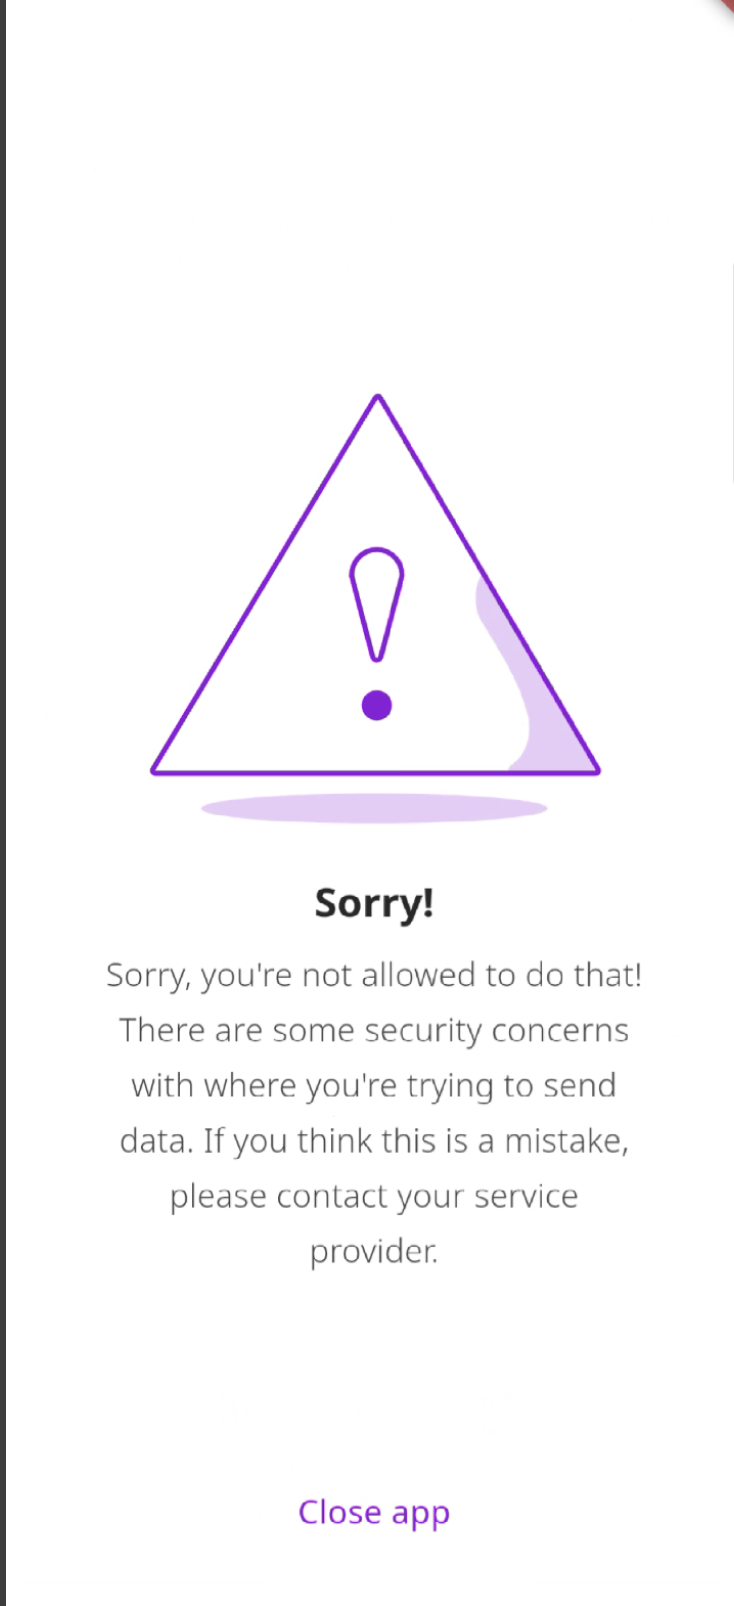 Sorry!
Sorry, you're not allowed to do that!
There are some security concerns
with where you're trying to send
data. If you think this is a mistake,
please contact your service
provider.
Close app